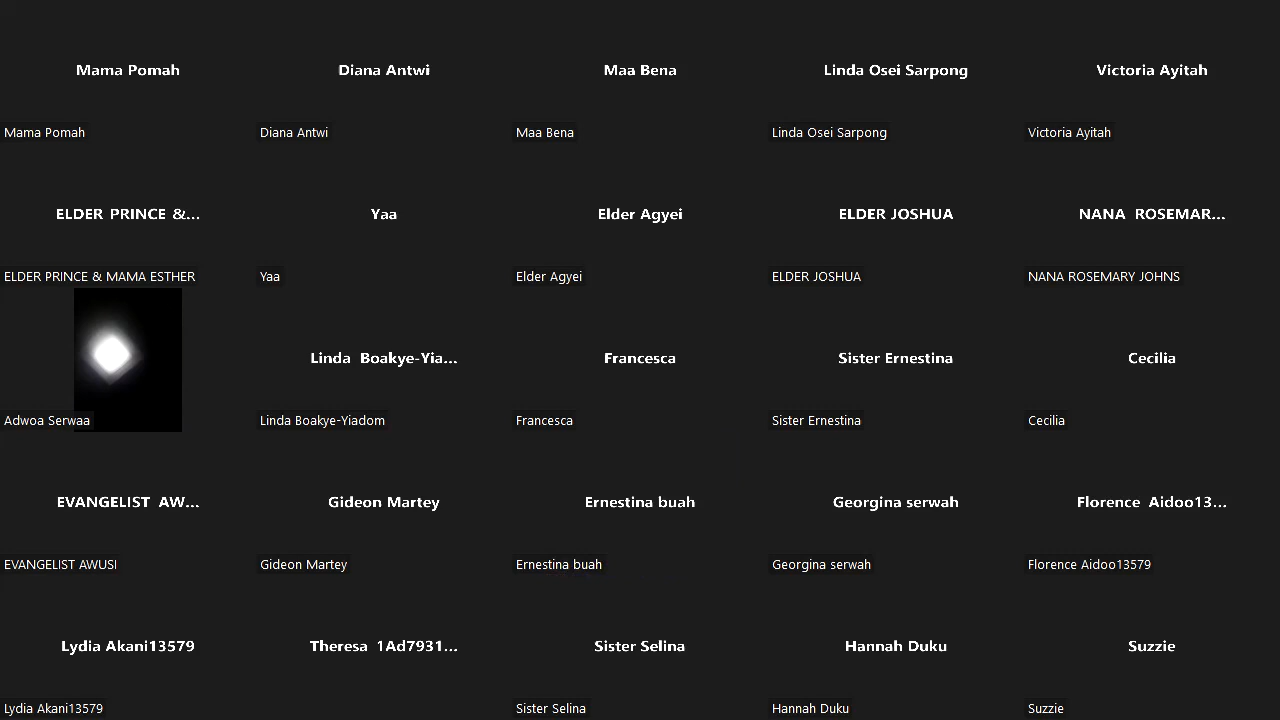 Mama Pomah
Diana Antwi
Maa Bena
Linda Osei Sarpong
Victoria Ayitah
Mama Pomah
Diana Antwi
Maa Bena
Linda Osei Sarpong
Victoria Ayitah
ELDER PRINCE &...
Yaa
Elder Agyei
ELDER JOSHUA
NANA ROSEMAR...
ELDER PRINCE & MAMA ESTHER
Yaa
Elder Agyei
ELDER JOSHUA
NANA ROSEMARY JOHNS
Linda Boakye-Yia...
Francesca
Sister Ernestina
Cecilia
Adwoa Serwaa
Linda Boakye-Yiadom
Francesca
Sister Ernestina
Cecilia
EVANGELIST AW...
Gideon Martey
Ernestina buah
Georgina serwah
Florence Aidoo13...
EVANGELIST AWUSI
Gideon Martey
Ernestina buah
Georgina serwah
Florence Aidoo13579
Lydia Akani13579
Theresa 1Ad7931...
Sister Selina
Hannah Duku
Suzzie
Lydia Akani13579
Sister Selina
Hannah Duku
Suzzie